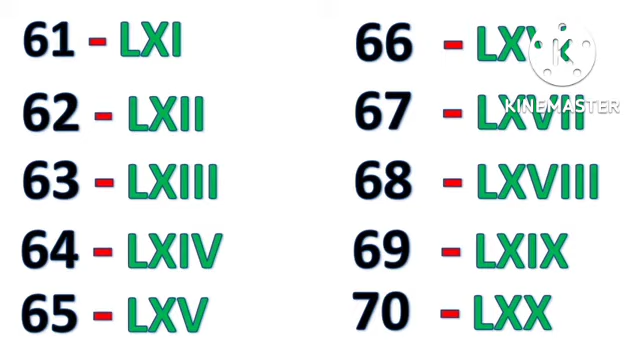 61 - LXI
62 - LXII
63 - LXIII
64 - LXIV
65 - LXV
66 -
67 - LXVII
68 - LXVIII
69 - LXIX
70 - LXX
KINEMASTER